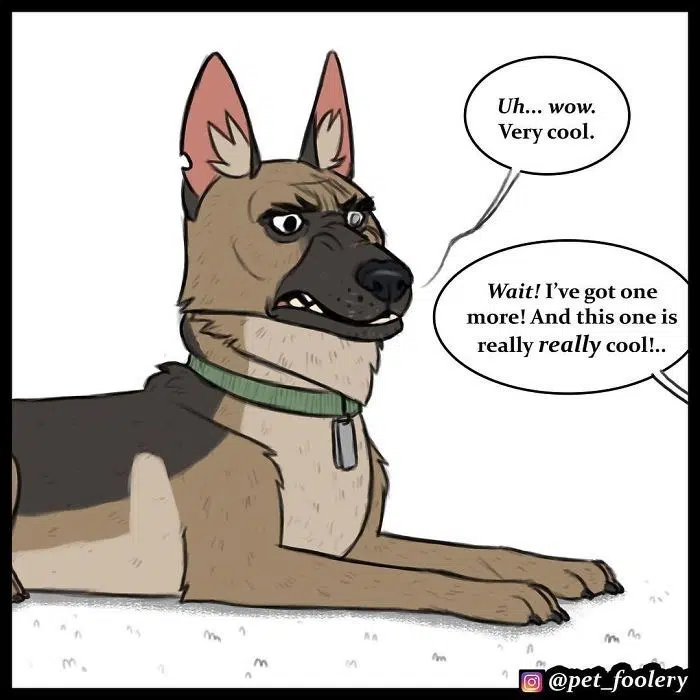 Uh... wow.
Very cool.
Wait! I've got one
more! And this one is
really really cool!..
@pet_foolery